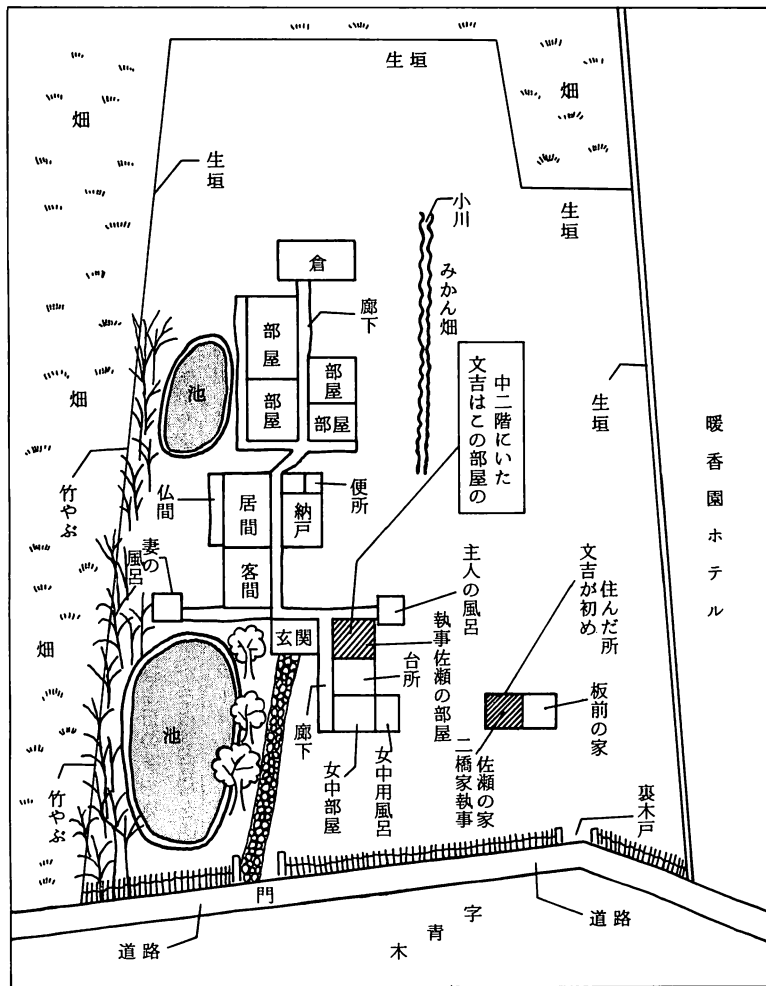 生垣
畑
畑
生垣
小川
生垣
みかん畑
倉
廊下
部屋
部屋
部屋
部屋
池
畑
中二階にいた
文吉はこの部屋の
生垣
暖香園ホテル
竹やぶ
仏間
居間
便所
納戸
客間
妻の
風呂
主人の風呂
文吉が初め
住んだ所
畑
玄関
執事佐瀬の部屋
台所
池
廊下
女中部屋
女中用風呂
板前の家
二橋家執事
佐瀬の家
竹やぶ
裏木戸
門
道路
道路
字
青
木